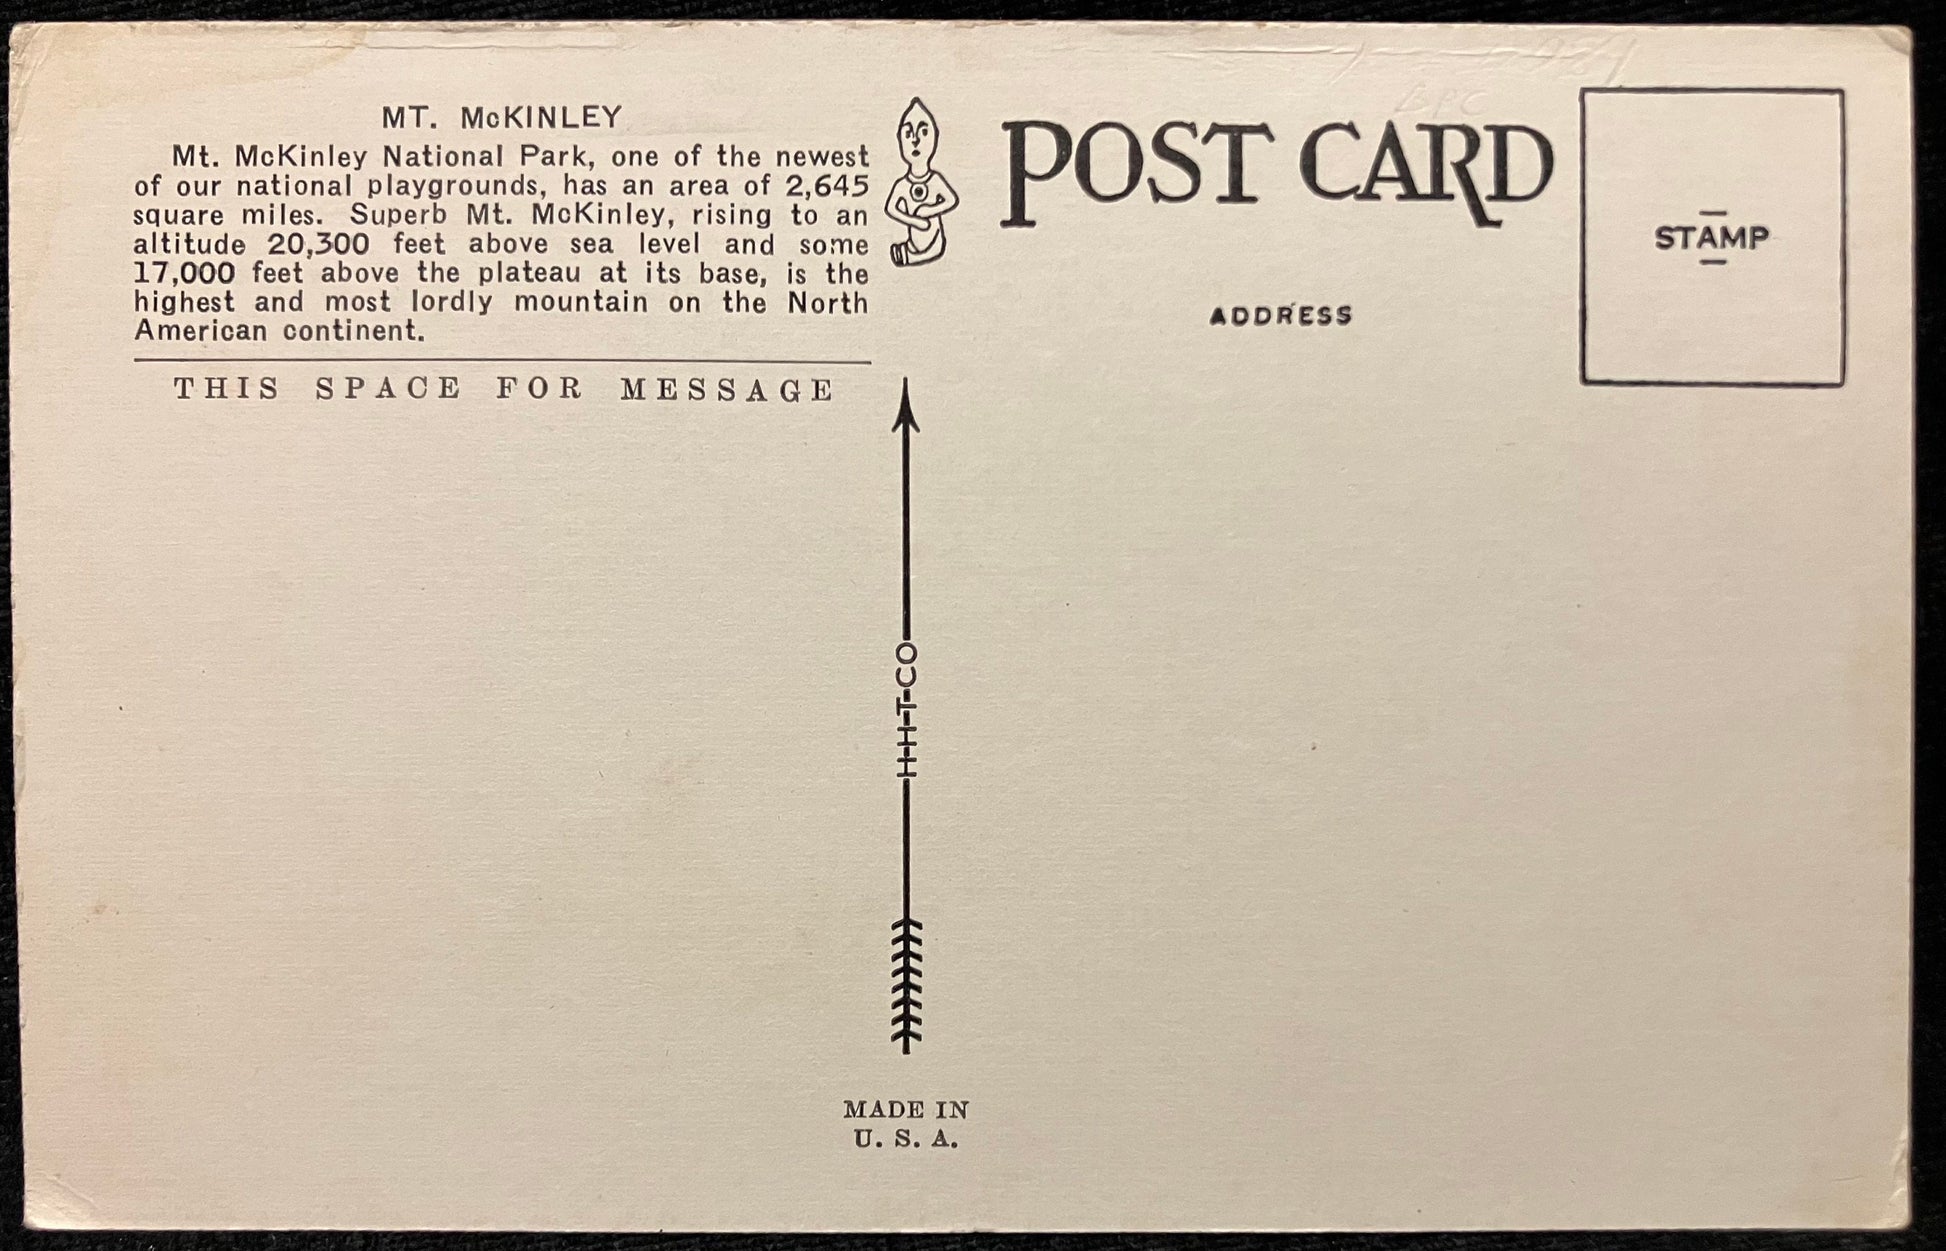 MT. McKINLEY
Mt. McKinley National Park, one of the newest
of our national playgrounds, has an area of 2,645
square miles. Superb Mt. McKinley, rising to an
altitude 20,300 feet above sea level and some
17,000 feet above the plateau at its base, is the
highest and most lordly mountain on the North
American continent.
THIS SPACE FOR MESSAGE
H-H-T-CO
MADE IN
U. S. A.
POST CARD
ADDRESS
STAMP